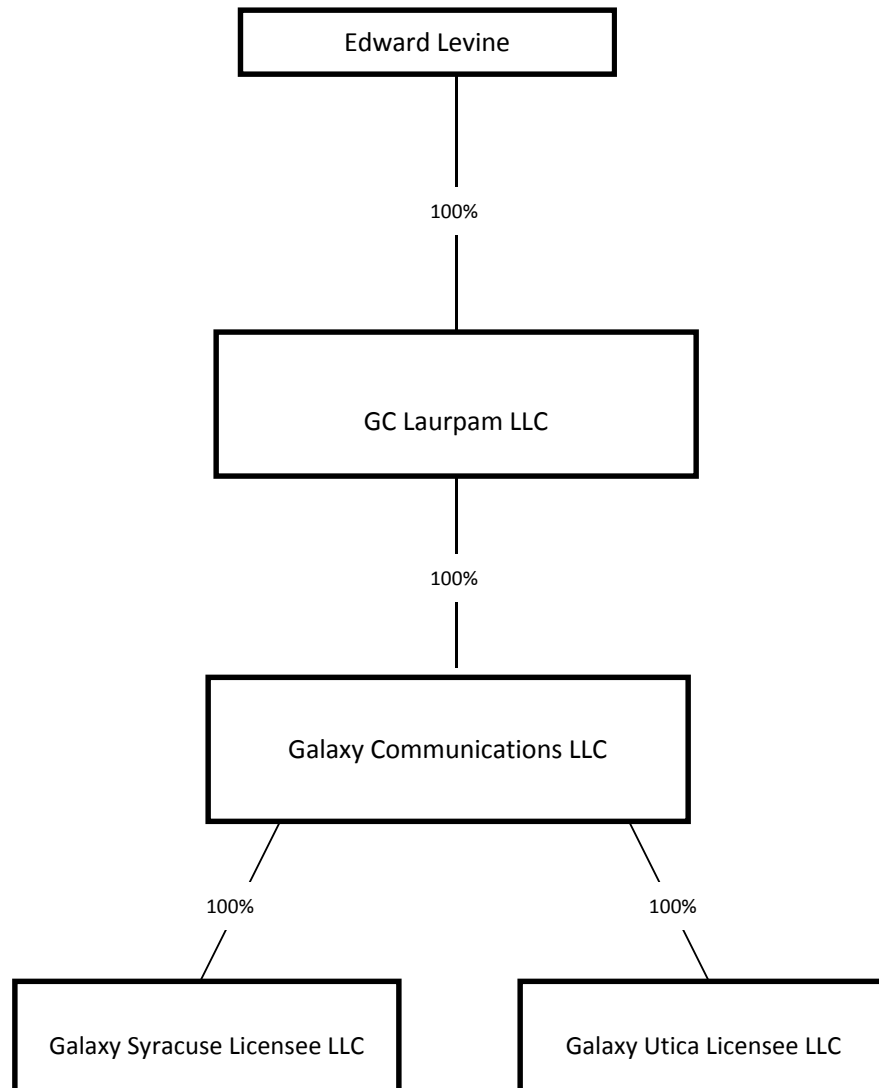 Edward Levine
100%
GC Laurpam LLC
100%
Galaxy Communications LLC
100%
100%
Galaxy Syracuse Licensee LLC
Galaxy Utica Licensee LLC